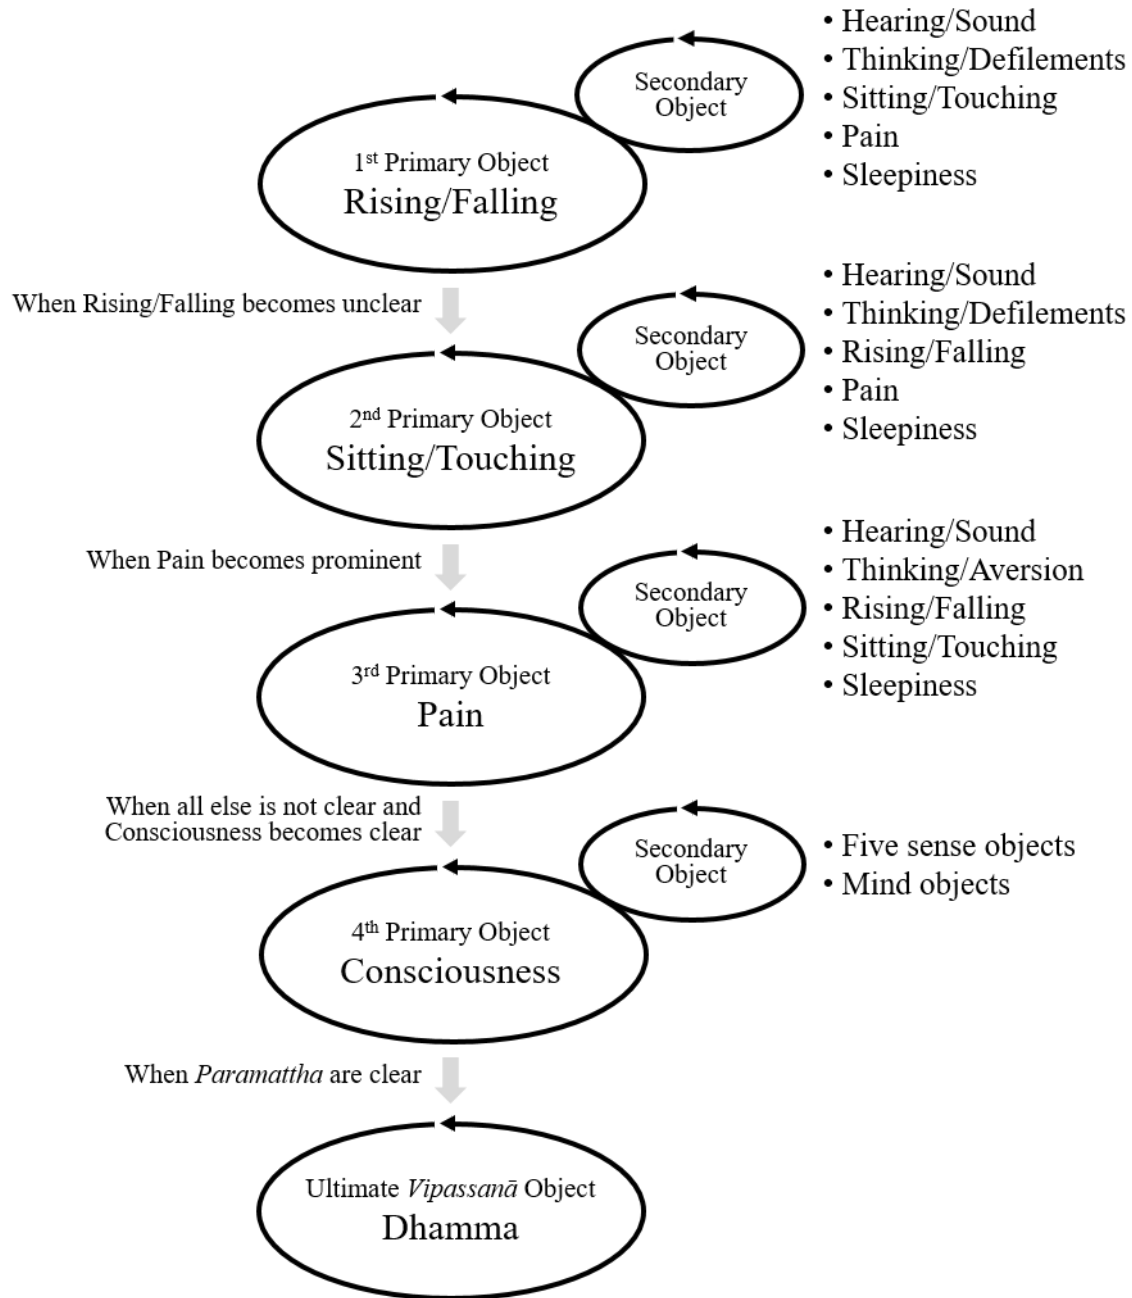 Secondary
Object
• Hearing/Sound
• Thinking/Defilements
• Sitting/Touching
• Pain
• Sleepiness
1st Primary Object
Rising/Falling
When Rising/Falling becomes unclear
Secondary
Object
• Hearing/Sound
• Thinking/Defilements
• Rising/Falling
• Pain
• Sleepiness
2nd Primary Object
Sitting/Touching
When Pain becomes prominent
Secondary
Object
• Hearing/Sound
• Thinking/Aversion
• Rising/Falling
• Sitting/Touching
• Sleepiness
3rd Primary Object
Pain
When all else is not clear and
Consciousness becomes clear
Secondary
Object
• Five sense objects
• Mind objects
4th Primary Object
Consciousness
When Paramattha are clear
Ultimate Vipassanā Object
Dhamma